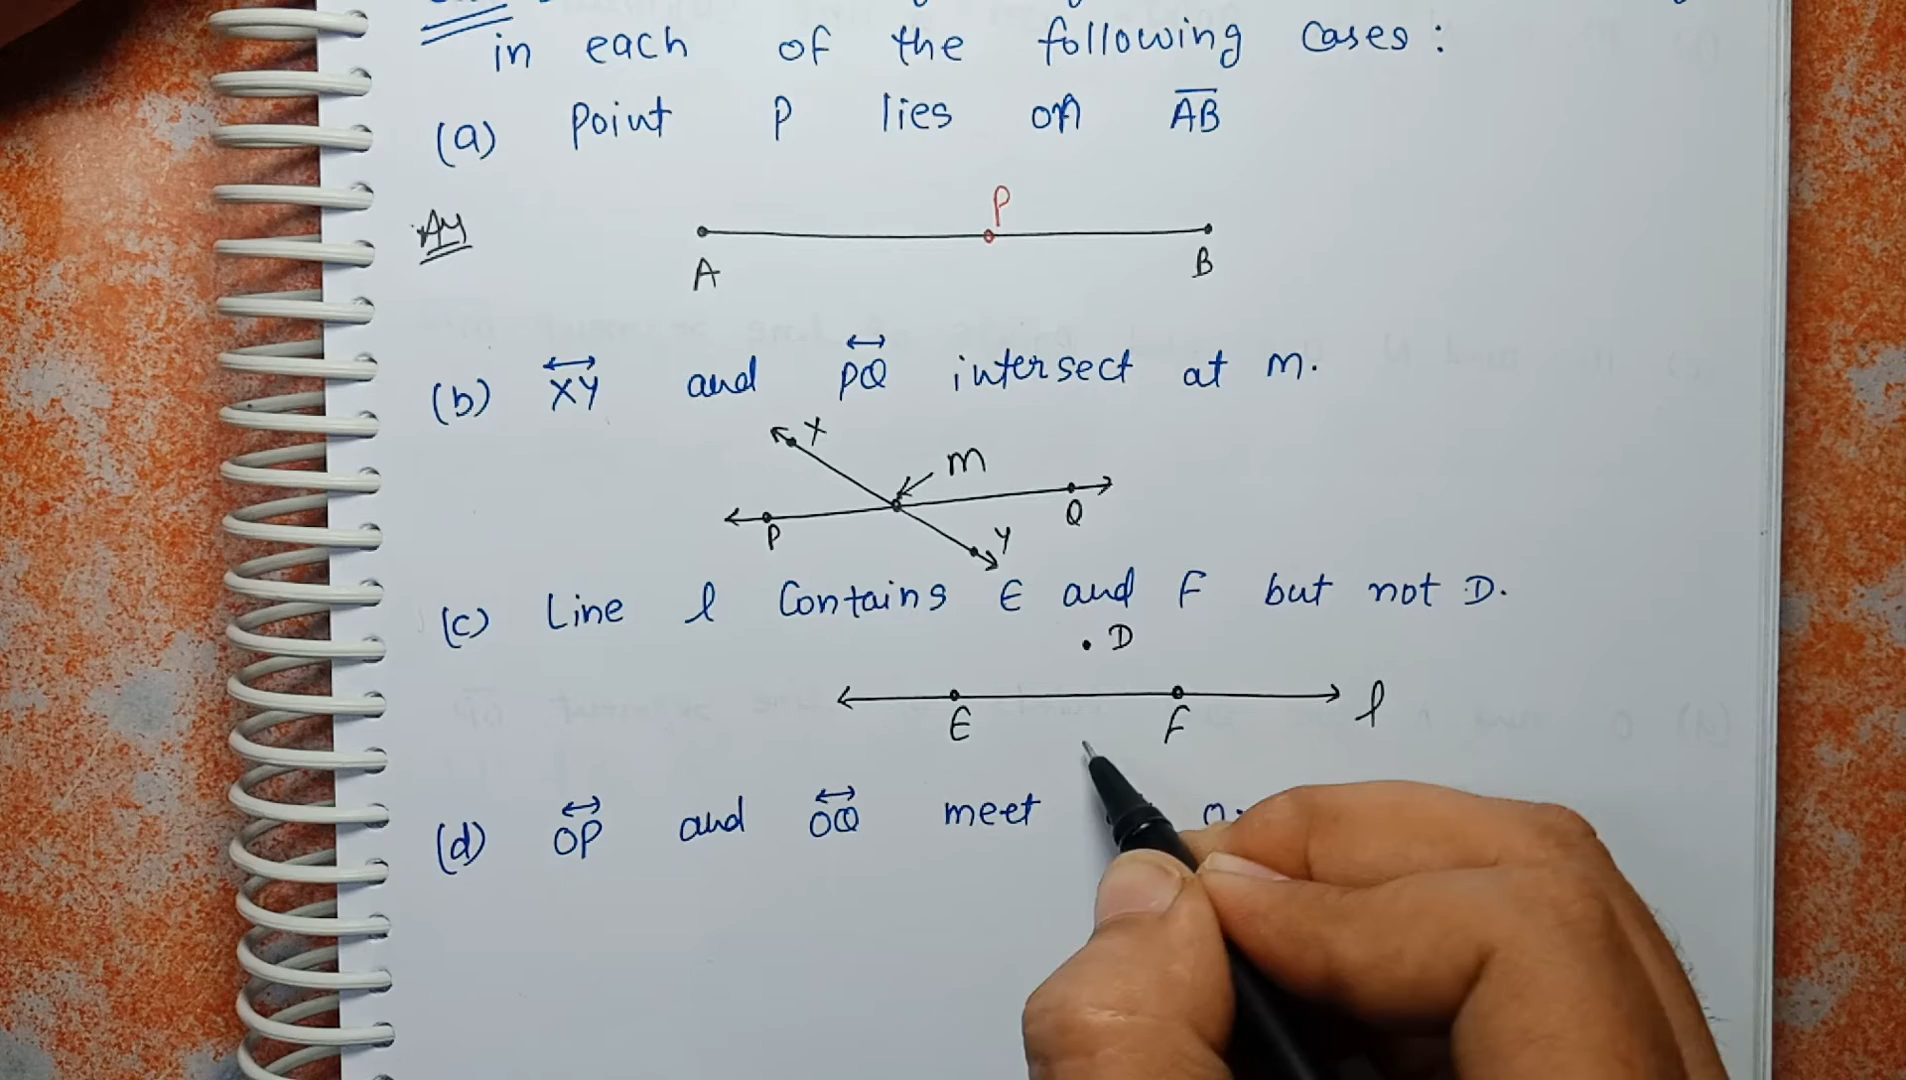 in each of the following cases :
(a) Point P lies on AB
Ay
P
A
B
(b) XY and PQ intersect at m.
X
m
P
Q
Y
(c) Line l Contains E and F but not D.
D
E
F
l
(d) OP and OQ meet O.